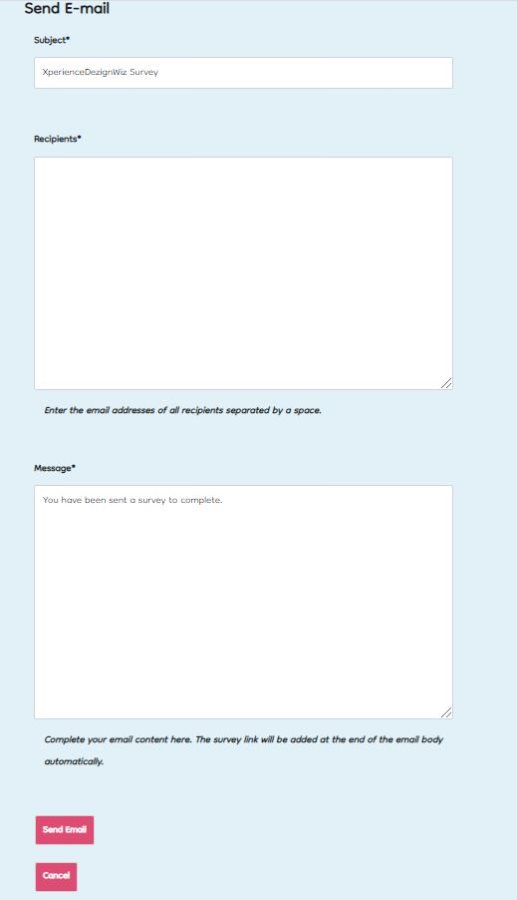 Send E-mail
Subject*
XperienceDezignWiz Survey
Recipients*
Enter the email addresses of all recipients separated by a space.
Message*
You have been sent a survey to complete.
Complete your email content here. The survey link will be added at the end of the email body
automatically.
Send Email
Cancel